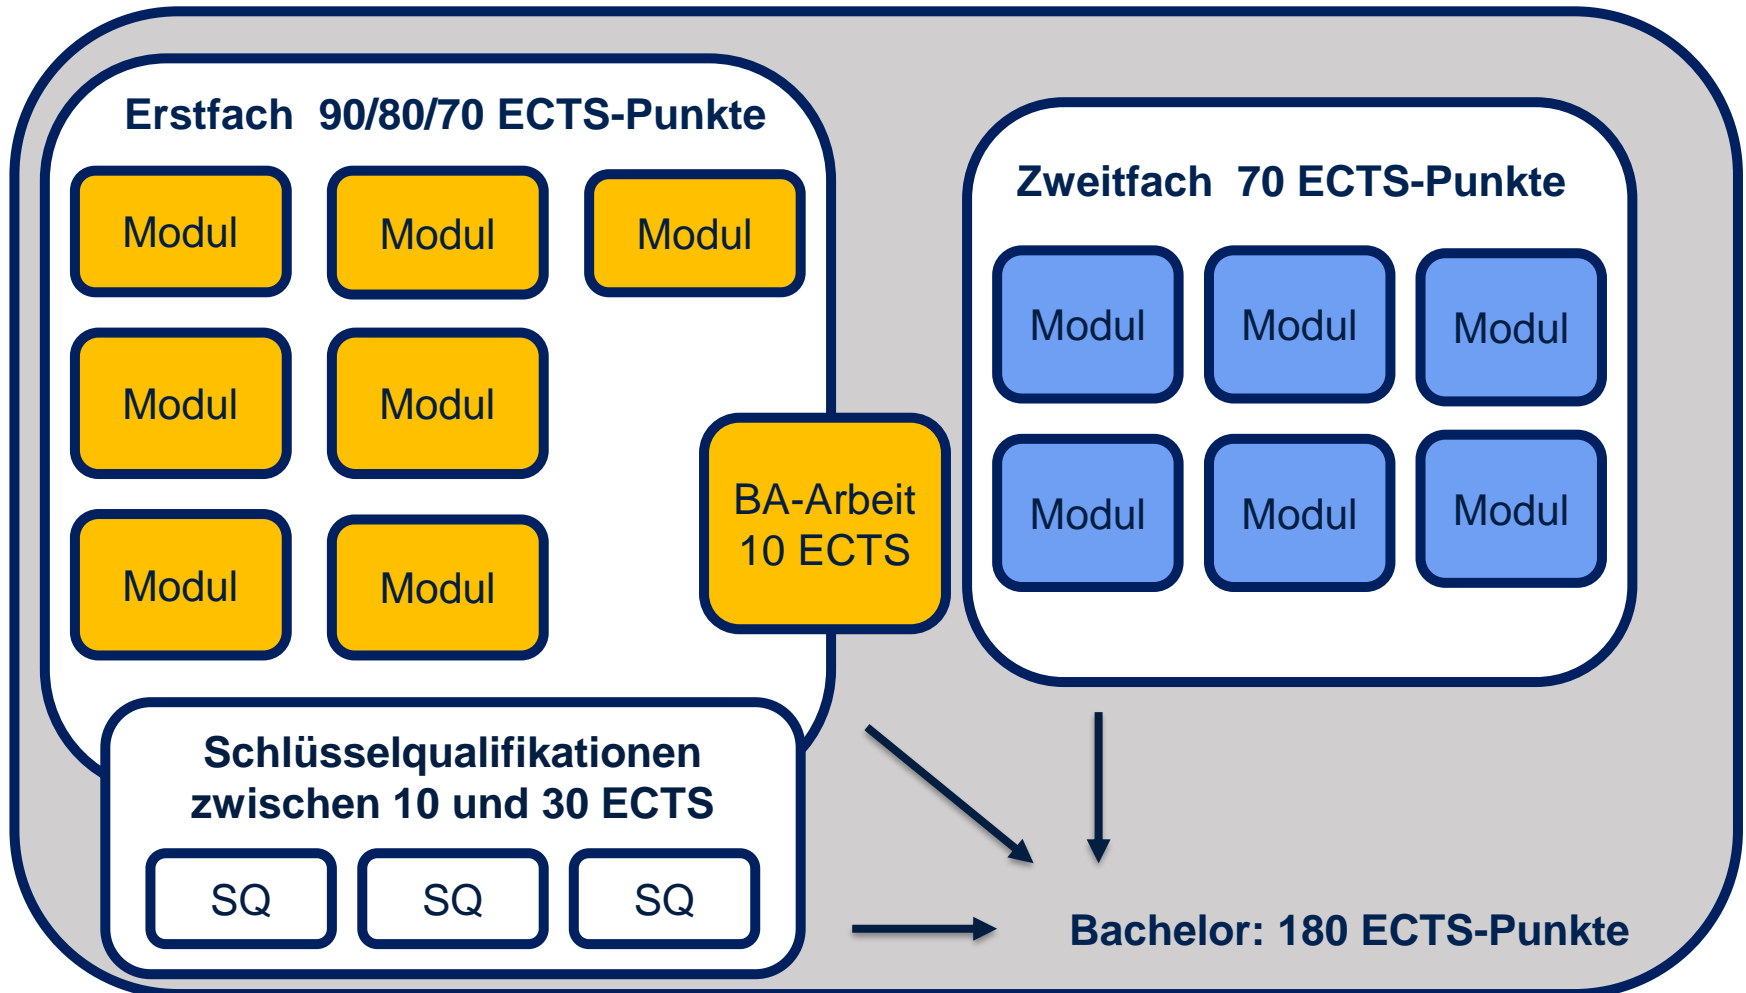 Erstfach  90/80/70 ECTS-Punkte
Modul
Modul
Modul
Modul
Modul
Modul
Modul
BA-Arbeit
10 ECTS
Zweitfach  70 ECTS-Punkte
Modul
Modul
Modul
Modul
Modul
Modul
Schlüsselqualifikationen
zwischen 10 und 30 ECTS
SQ
SQ
SQ
Bachelor: 180 ECTS-Punkte